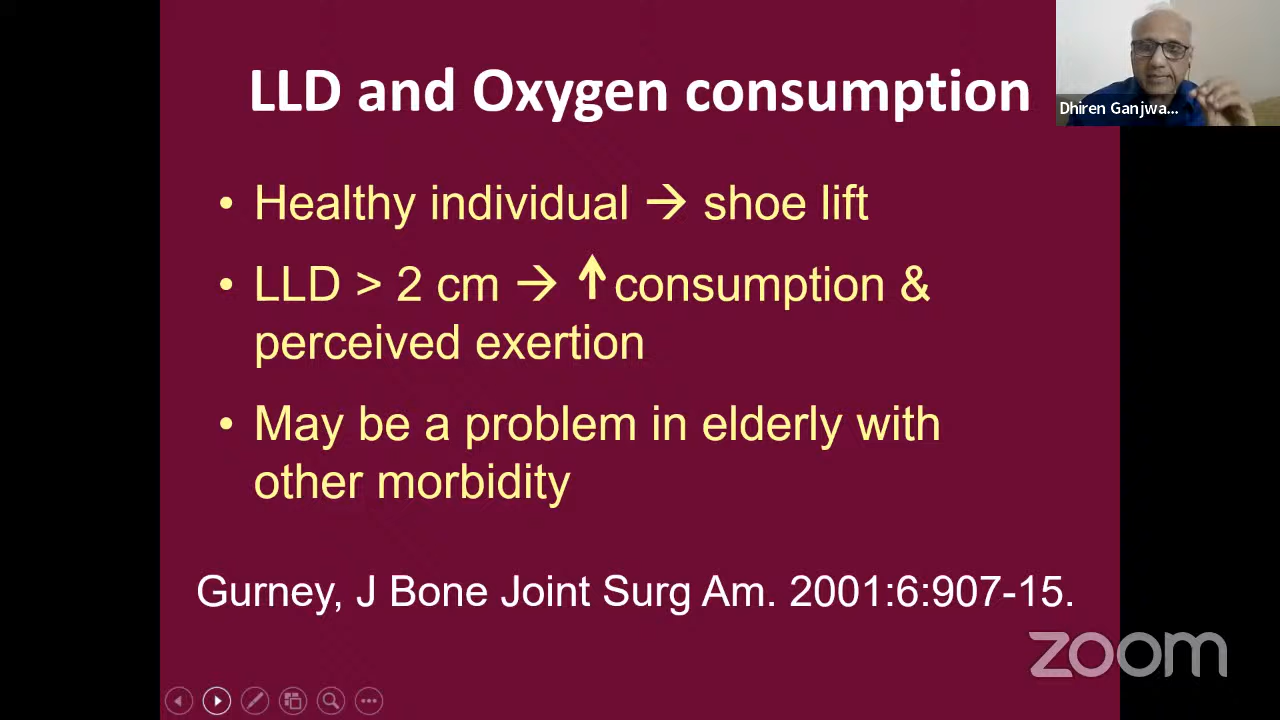 LLD and Oxygen consumption
Dhiren Ganjwa...
• Healthy individual → shoe lift
• LLD > 2 cm → ↑ consumption &
perceived exertion
• May be a problem in elderly with
other morbidity
Gurney, J Bone Joint Surg Am. 2001:6:907-15.
zoom